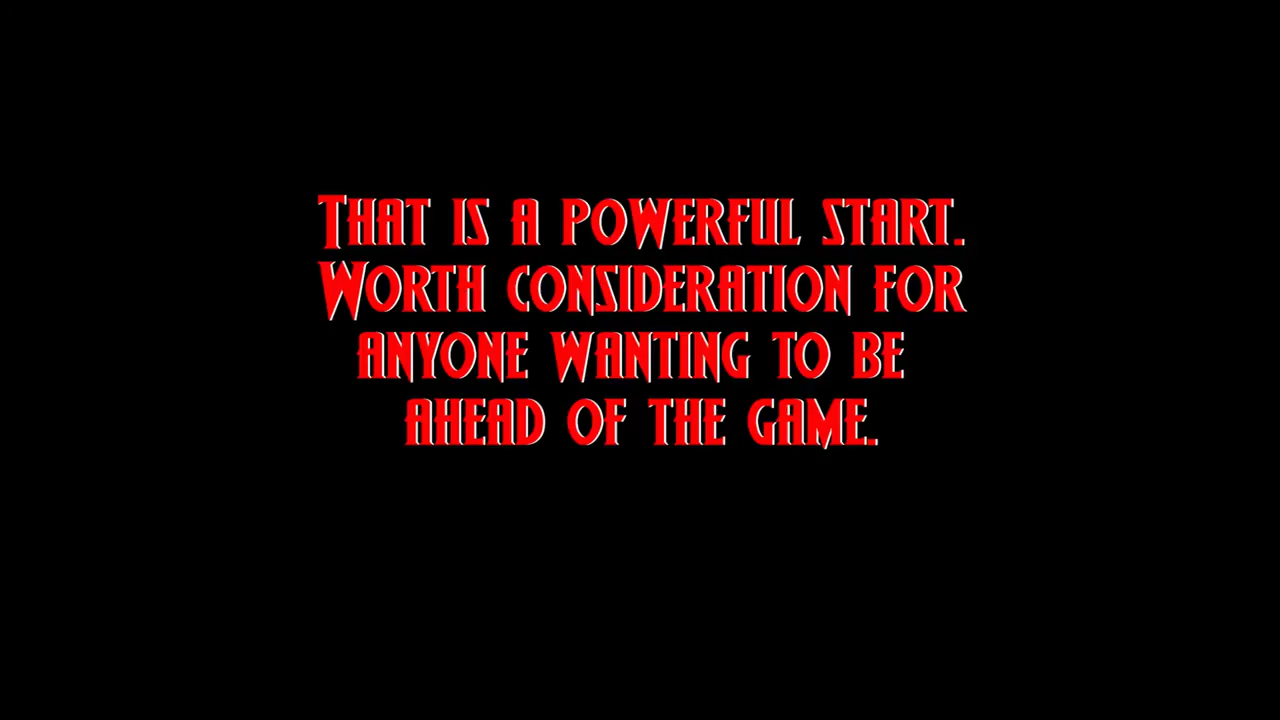 That is a powerful start.
Worth consideration for
anyone wanting to be
ahead of the game.